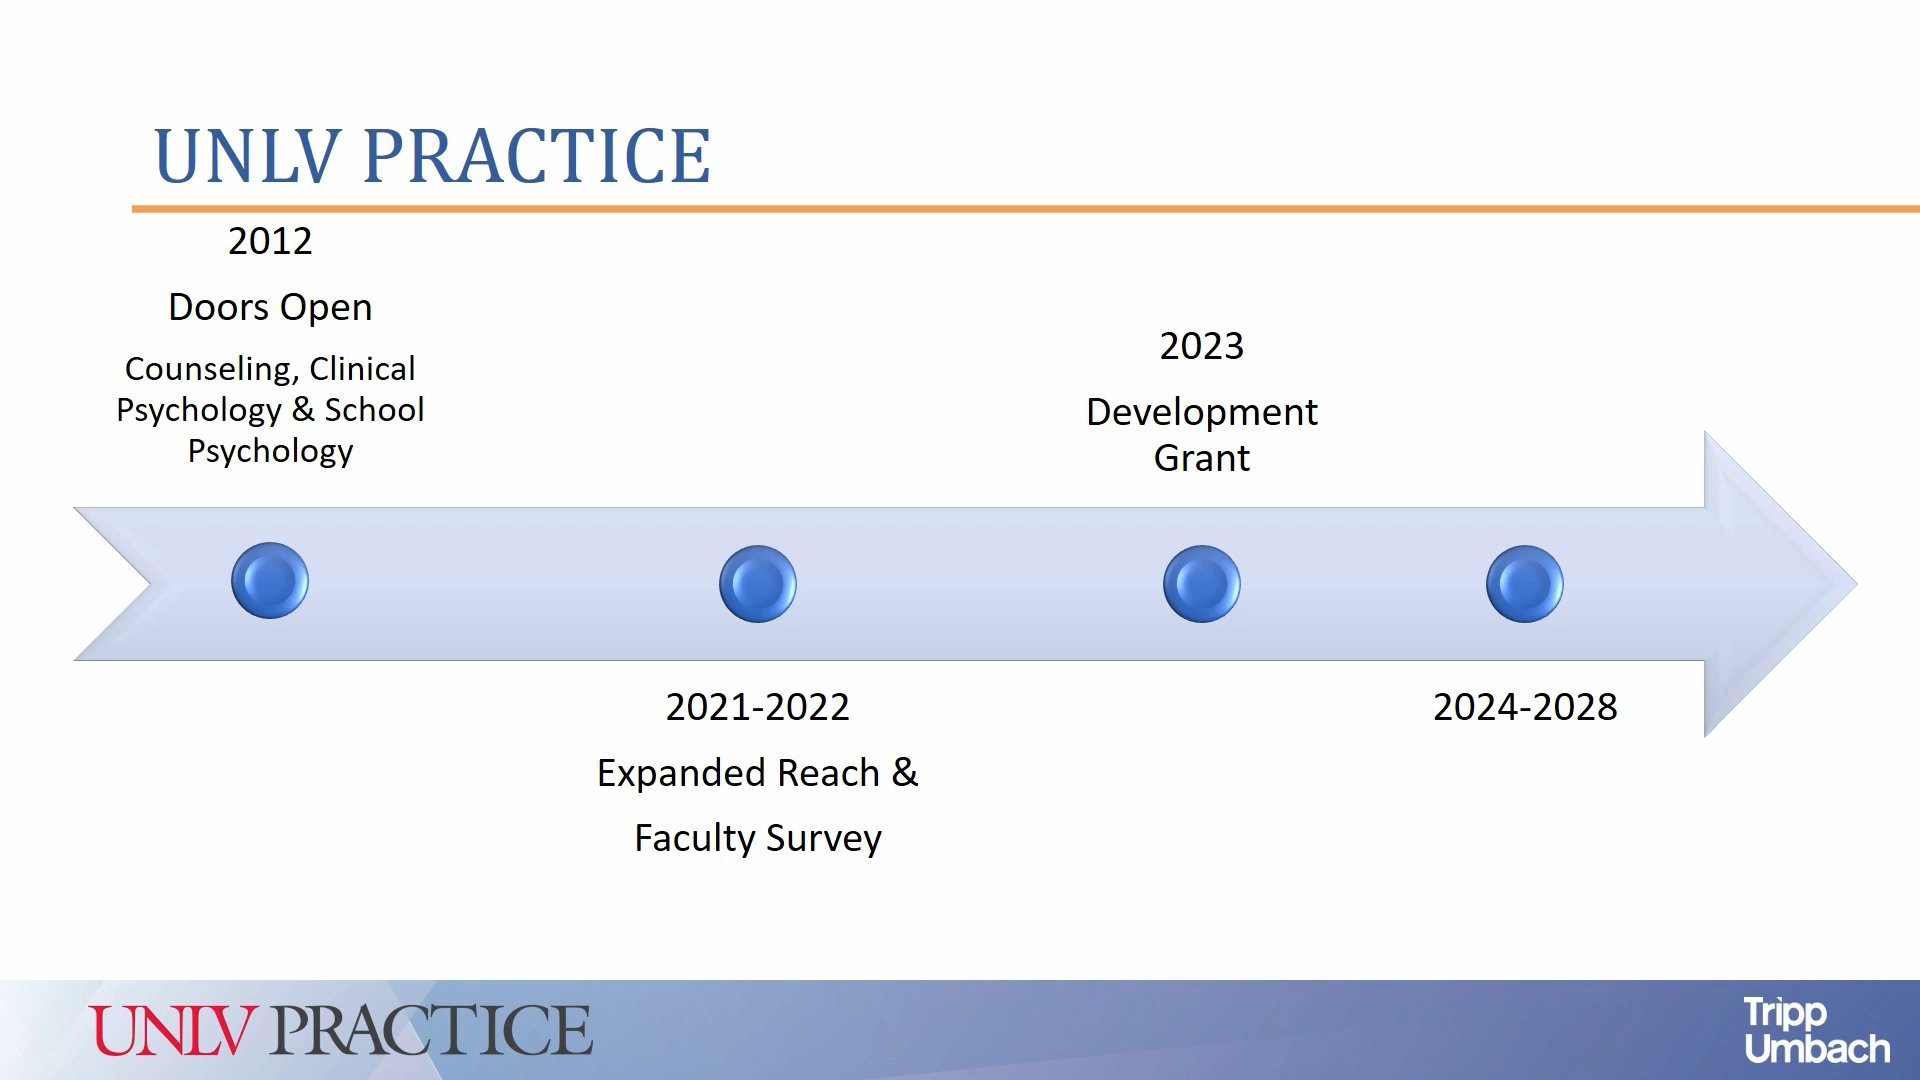 UNLV PRACTICE
2012
Doors Open
Counseling, Clinical
Psychology & School
Psychology
2021-2022
Expanded Reach &
Faculty Survey
2023
Development
Grant
2024-2028
UNLV PRACTICE
Tripp
Umbach